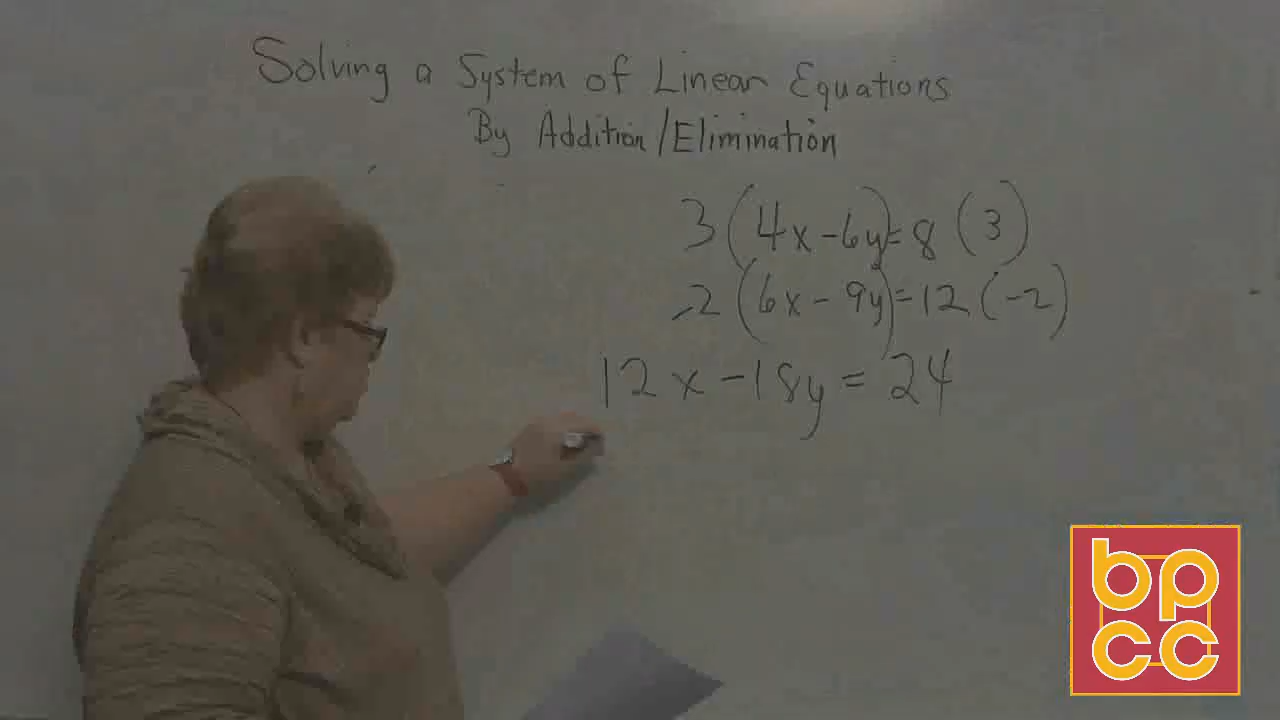 Solving a System of Linear Equations
By Addition/Elimination
3(4x-6y)=8(3)
-2(6x-9y)=12(-2)
12x-18y=24
bp
cc